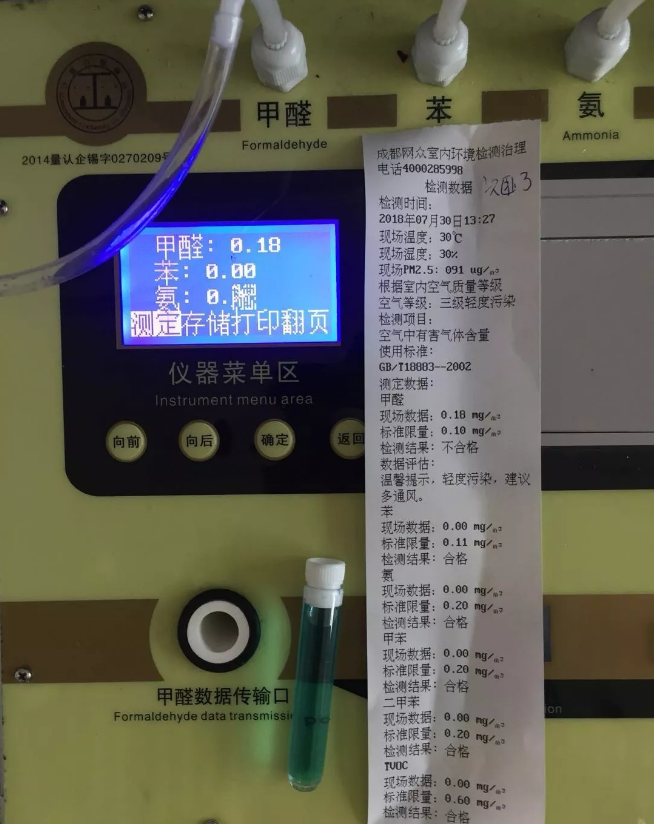 甲醛
Formaldehyde
苯
氨
Ammonia
2014量认企锡字0270209号
甲醛: 0.18
苯: 0.00
氨: 0.
测定存储打印翻页
仪器菜单区
Instrument menu area
向前
向后
确定
返回
甲醛数据传输口
Formaldehyde data
成都网众室内环境检测治理
电话4000285998
检测数据 3
检测时间:
2018年07月30日13:27
现场温度: 30℃
现场湿度: 30%
现场PM2.5: 091 ug/m3
根据室内空气质量等级
空气等级: 三级轻度污染
检测项目:
空气中有害气体含量
使用标准:
GB/T18883--2002
测定数据:
甲醛
现场数据: 0.18 mg/m3
标准限量: 0.10 mg/m3
检测结果: 不合格
数据评估:
温馨提示, 轻度污染, 建议
多通风。
苯
现场数据: 0.00 mg/m3
标准限量: 0.11 mg/m3
检测结果: 合格
氨
现场数据: 0.00 mg/m3
标准限量: 0.20 mg/m3
检测结果: 合格
甲苯
现场数据: 0.00 mg/m3
标准限量: 0.20 mg/m3
检测结果: 合格
二甲苯
现场数据: 0.00 mg/m3
标准限量: 0.20 mg/m3
检测结果: 合格
TVOC
现场数据: 0.00 mg/m3
标准限量: 0.60 mg/m3
检测结果: 合格